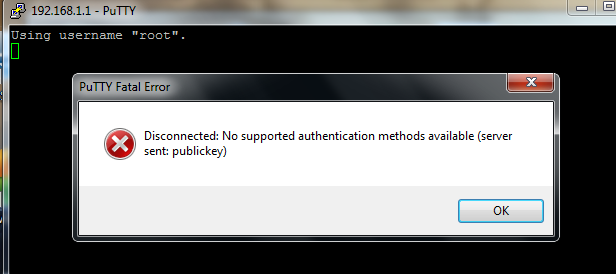 192.168.1.1 - PuTTY
Using username "root".
PuTTY Fatal Error
Disconnected: No supported authentication methods available (server
sent: publickey)
OK